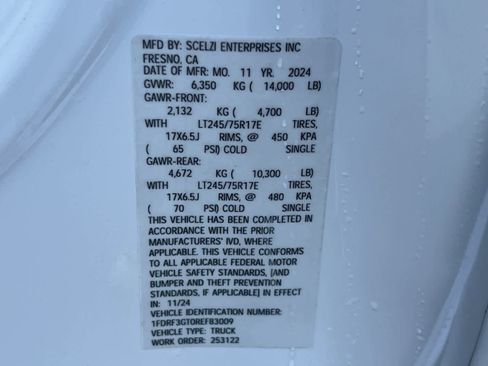 MFD BY: SCELZI ENTERPRISES INC
FRESNO, CA
DATE OF MFR: MO. 11 YR. 2024
GVWR: 6,350 KG ( 14,000 LB)
GAWR-FRONT:
2,132 KG ( 4,700 LB)
WITH LT245/75R17E TIRES,
17X6.5J RIMS, @ 450 KPA
( 65 PSI) COLD SINGLE
GAWR-REAR:
4,672 KG ( 10,300 LB)
WITH LT245/75R17E TIRES,
17X6.5J RIMS, @ 480 KPA
( 70 PSI) COLD SINGLE
THIS VEHICLE HAS BEEN COMPLETED IN
ACCORDANCE WITH THE PRIOR
MANUFACTURERS' IVD, WHERE
APPLICABLE. THIS VEHICLE CONFORMS
TO ALL APPLICABLE FEDERAL MOTOR
VEHICLE SAFETY STANDARDS, [AND
BUMPER AND THEFT PREVENTION
STANDARDS, IF APPLICABLE] IN EFFECT
IN: 11/24
VEHICLE IDENTIFICATION NUMBER:
1FDRF3GT0REF83009
VEHICLE TYPE: TRUCK
WORK ORDER: 253122